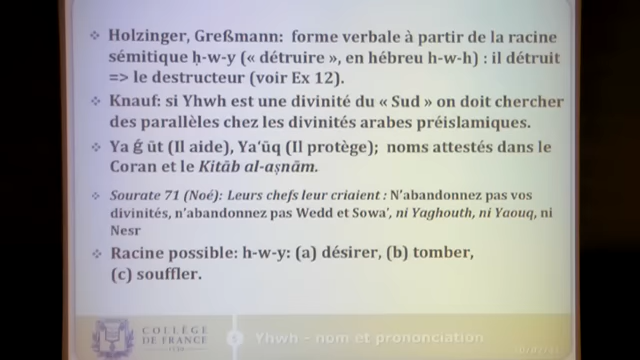 Holzinger, Greßmann: forme verbale à partir de la racine
sémitique ḥ-w-y (« détruire », en hébreu h-w-h) : il détruit
=> le destructeur (voir Ex 12).
Knauf: si Yhwh est une divinité du « Sud » on doit chercher
des parallèles chez les divinités arabes préislamiques.
Yaǵūt (Il aide), Ya‘ūq (Il protège); noms attestés dans le
Coran et le Kitāb al-aṣnām.
Sourate 71 (Noé): Leurs chefs leur criaient : N’abandonnez pas vos
divinités, n’abandonnez pas Wedd et Sowa’, ni Yaghouth, ni Yaouq, ni
Nesr
Racine possible: h-w-y: (a) désirer, (b) tomber,
(c) souffler.
COLLÈGE
DE FRANCE
Yhwh - nom et prononciation